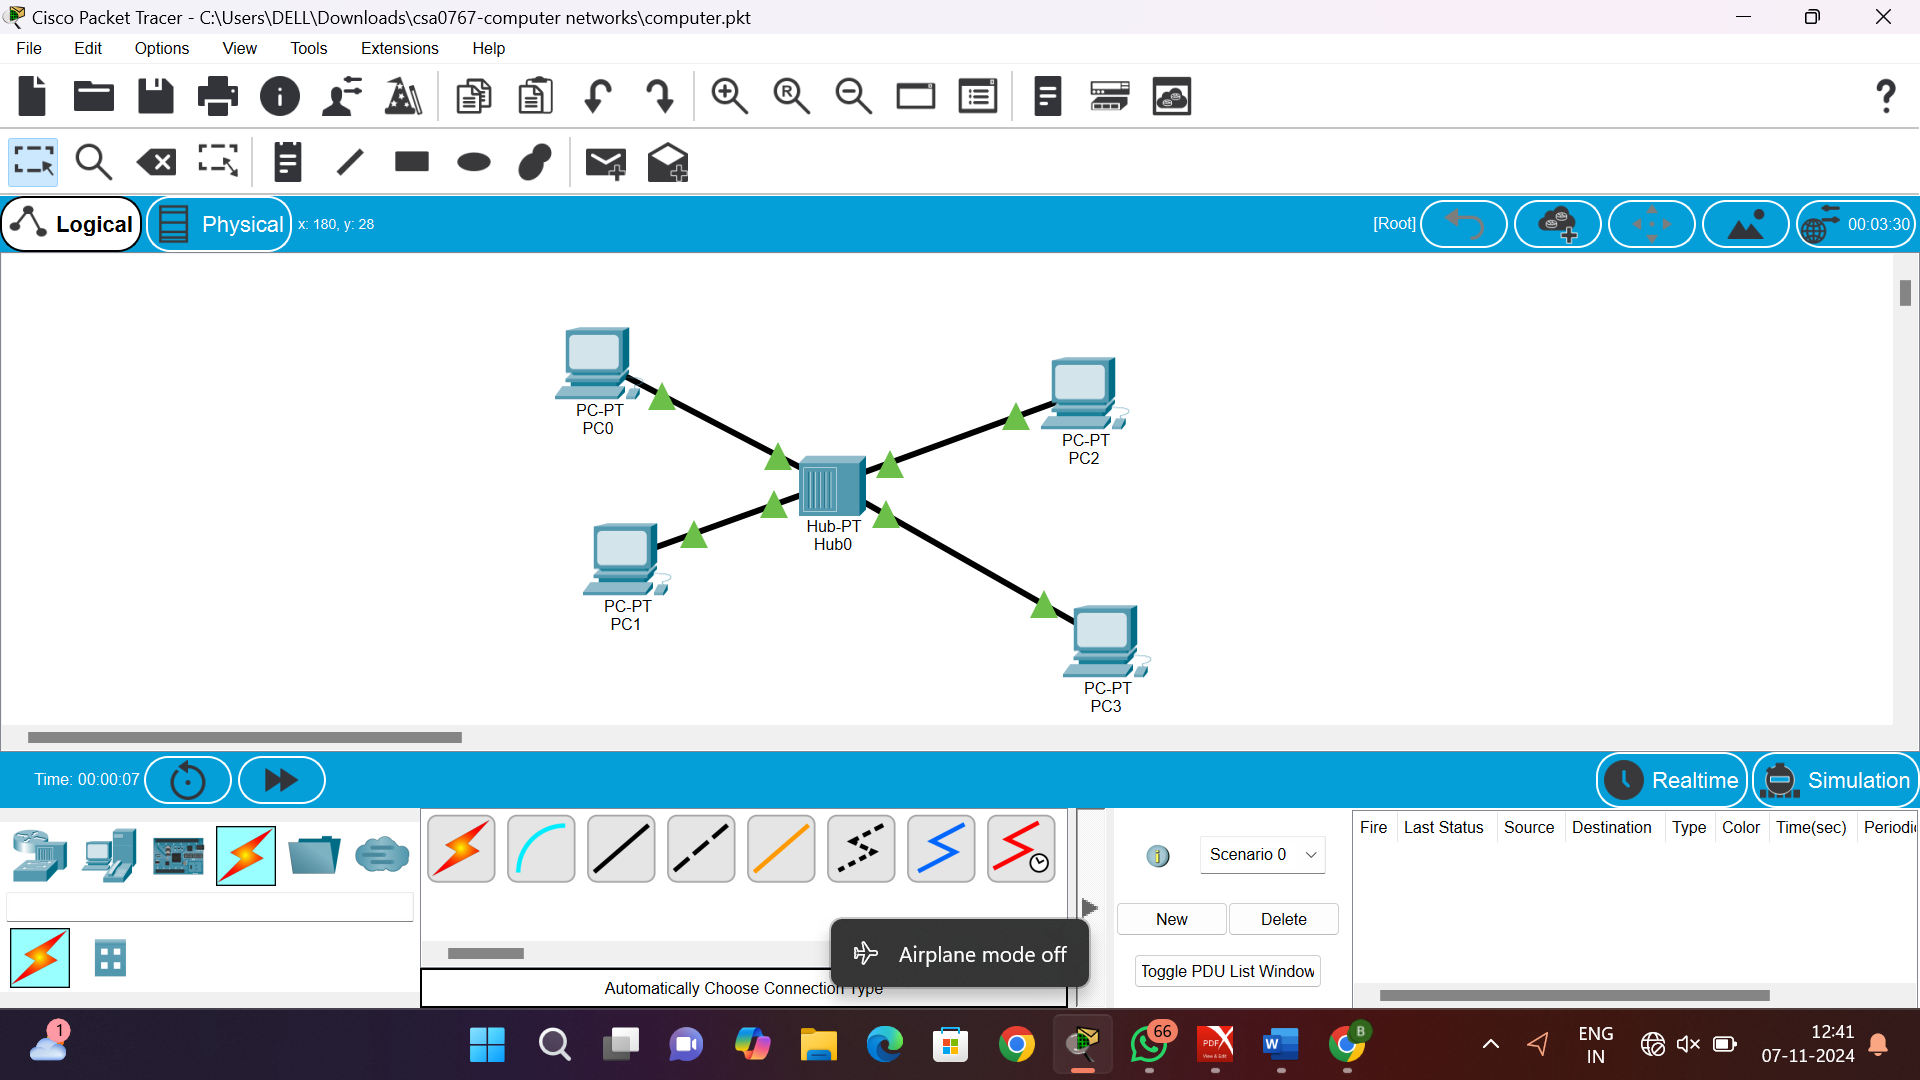 Cisco Packet Tracer - C:\Users\DELL\Downloads\csa0767-computer networks\computer.pkt
File Edit Options View Tools Extensions Help
Logical Physical x: 180, y: 28 [Root] 00:03:30
PC-PT
PC0
PC-PT
PC2
Hub-PT
Hub0
PC-PT
PC1
PC-PT
PC3
Time: 00:00:07 Realtime Simulation
Scenario 0
Fire Last Status Source Destination Type Color Time(sec) Periodic
New Delete
Toggle PDU List Window
Airplane mode off
Automatically Choose Connection Type
1
66
PDF
View & Edit
W
B
ENG
IN
12:41
07-11-2024